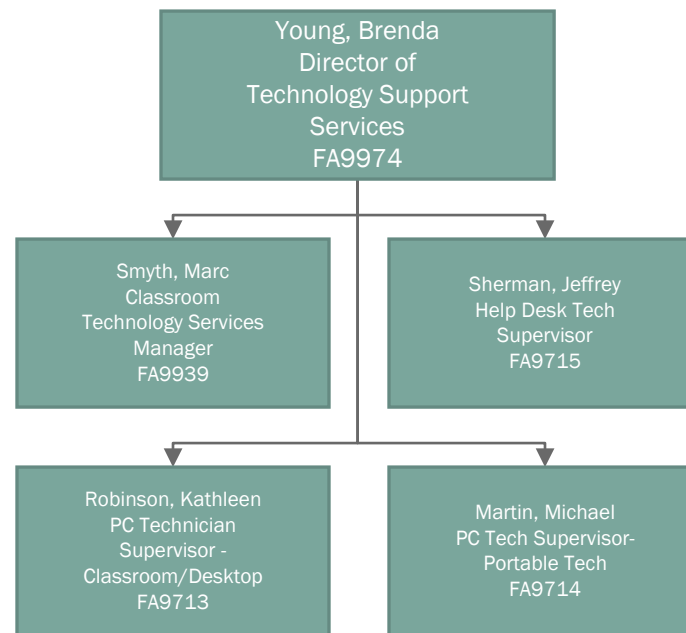 Young, Brenda
Director of
Technology Support
Services
FA9974
Smyth, Marc
Classroom
Technology Services
Manager
FA9939
Sherman, Jeffrey
Help Desk Tech
Supervisor
FA9715
Robinson, Kathleen
PC Technician
Supervisor -
Classroom/Desktop
FA9713
Martin, Michael
PC Tech Supervisor-
Portable Tech
FA9714